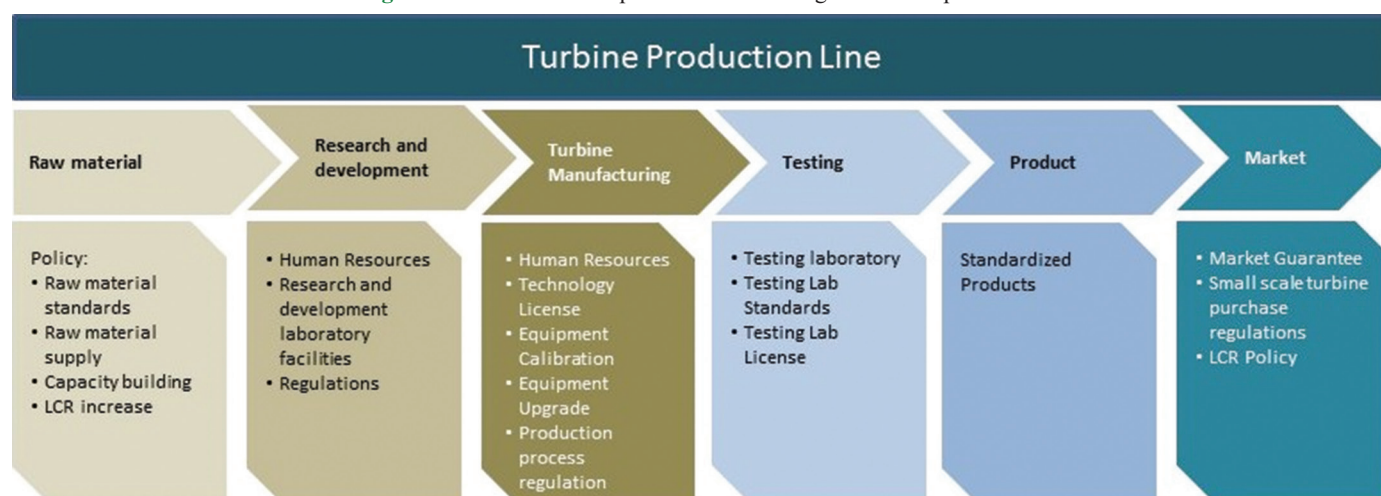 Turbine Production Line
Raw material
Research and
development
Turbine
Manufacturing
Testing
Product
Market
Policy:
• Raw material
standards
• Raw material
supply
• Capacity building
• LCR increase
• Human Resources
• Research and
development
laboratory
facilities
• Regulations
• Human Resources
• Technology
License
• Equipment
Calibration
• Equipment
Upgrade
• Production
process
regulation
• Testing laboratory
• Testing Lab
Standards
• Testing Lab
License
Standardized
Products
• Market Guarantee
• Small scale turbine
purchase
regulations
• LCR Policy